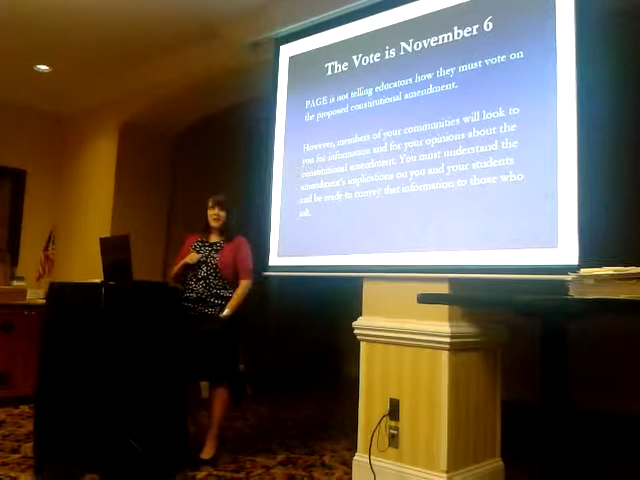 The Vote is November 6
PAGE is not telling educators how they must vote on
the proposed constitutional amendment.
However, members of your communities will look to
you for information and for your opinions about the
constitutional amendment. You must understand the
amendment's implications on you and your students
and be ready to convey that information to those who
ask.